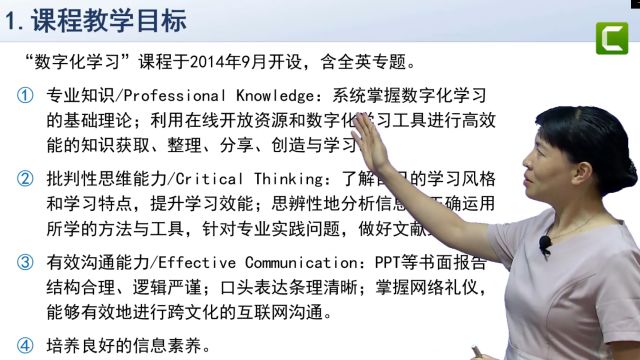 1.课程教学目标
“数字化学习”课程于2014年9月开设，含全英专题。
① 专业知识/Professional Knowledge：系统掌握数字化学习
的基础理论；利用在线开放资源和数字化学习工具进行高效
能的知识获取、整理、分享、创造与学习
② 批判性思维能力/Critical Thinking：了解自己的学习风格
和学习特点，提升学习效能；思辨性地分析信息 正确运用
所学的方法与工具，针对专业实践问题，做好文献
③ 有效沟通能力/Effective Communication：PPT等书面报告
结构合理、逻辑严谨；口头表达条理清晰；掌握网络礼仪，
能够有效地进行跨文化的互联网沟通。
④ 培养良好的信息素养。